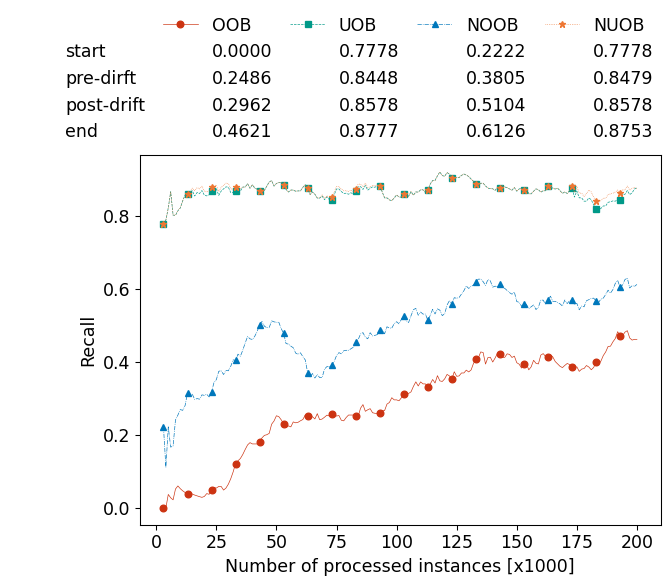 OOB UOB NOOB NUOB
start 0.0000 0.7778 0.2222 0.7778
pre-dirft 0.2486 0.8448 0.3805 0.8479
post-drift 0.2962 0.8578 0.5104 0.8578
end 0.4621 0.8777 0.6126 0.8753
0.8
0.6
0.4
0.2
0.0
Recall
0 25 50 75 100 125 150 175 200
Number of processed instances [x1000]